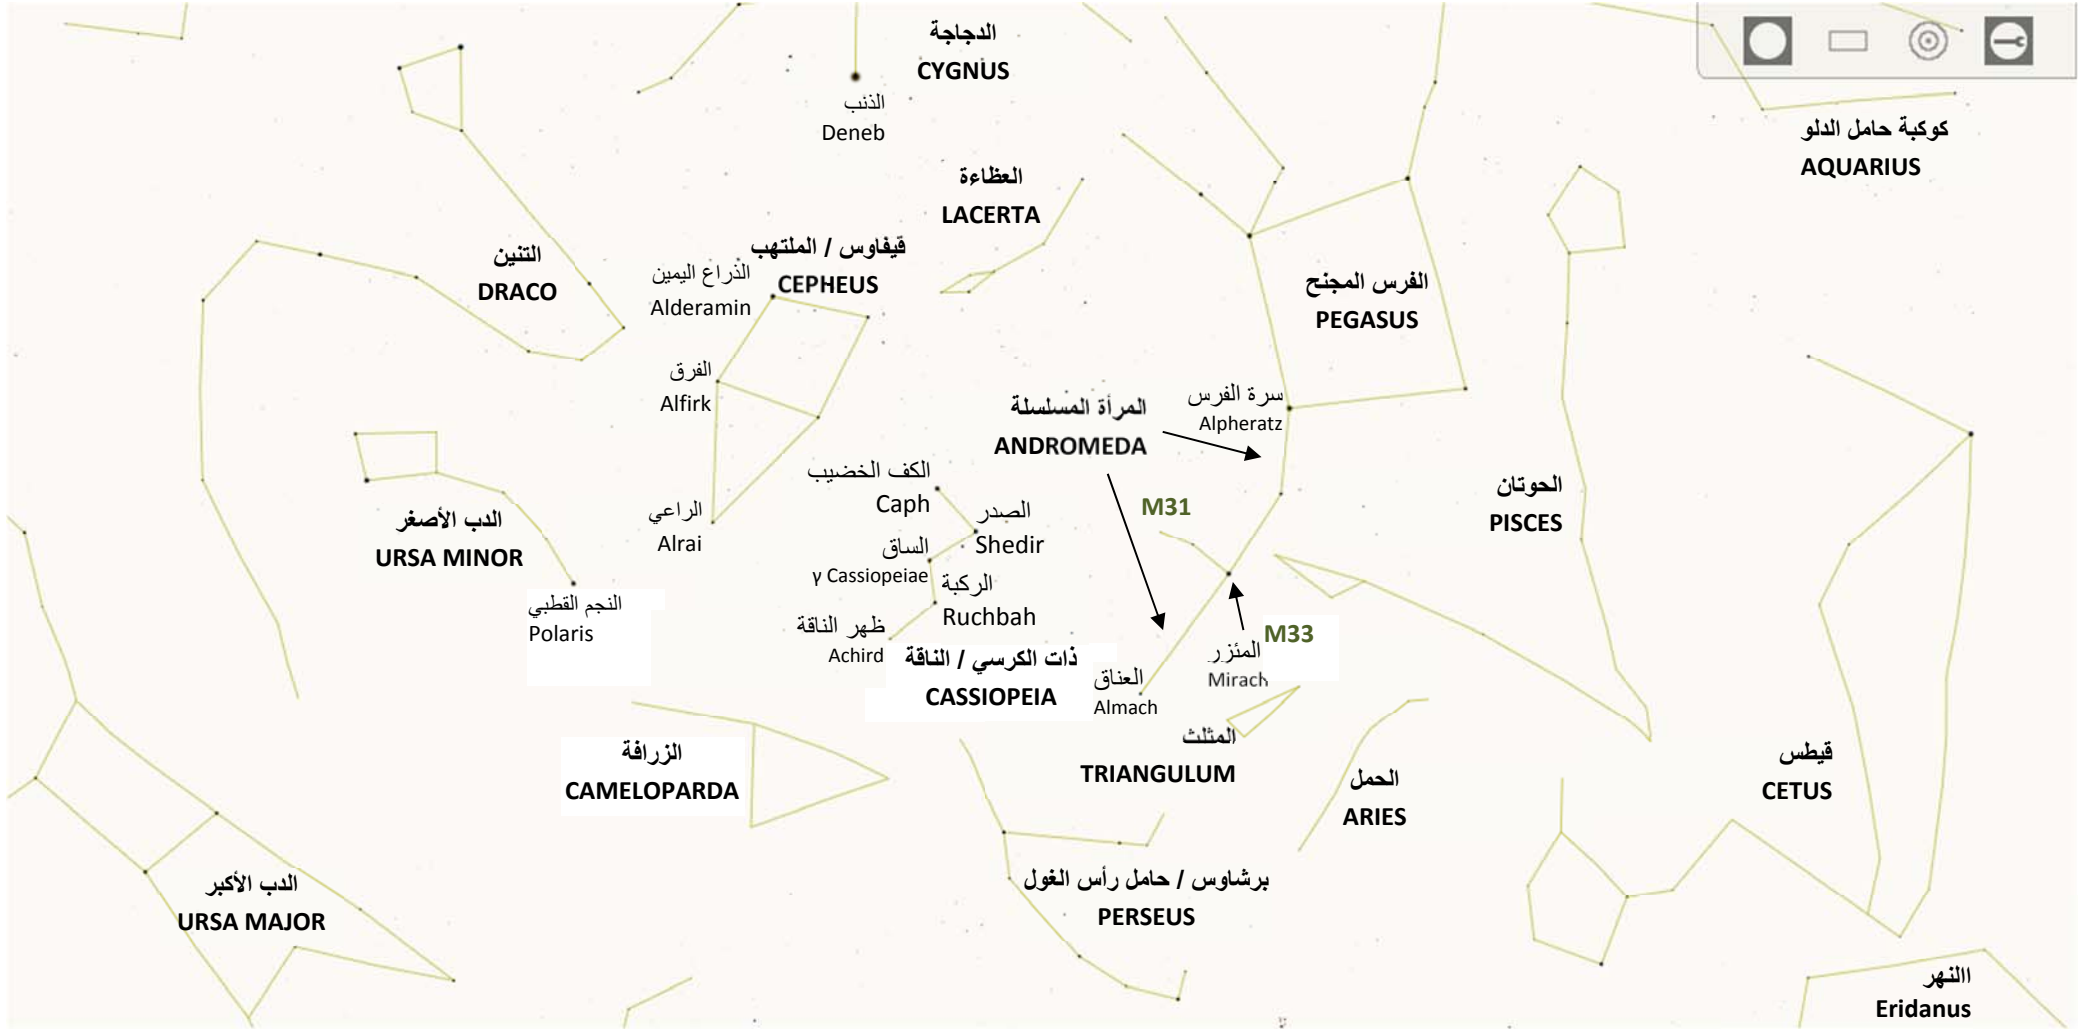 الدجاجة
CYGNUS
الذنب
Deneb
كوكبة حامل الدلو
AQUARIUS
العظاءة
LACERTA
التنين
DRACO
قيفاوس / الملتهب
CEPHEUS
الذراع اليمين
Alderamin
الفرس المجنح
PEGASUS
الفرق
Alfirk
المرأة المسلسلة
ANDROMEDA
سرة الفرس
Alpheratz
الكف الخضيب
Caph
الصدر
Shedir
M31
الحوتان
PISCES
الدب الأصغر
URSA MINOR
الراعي
Alrai
الساق
γ Cassiopeiae
الركبة
Ruchbah
النجم القطبي
Polaris
ظهر الناقة
Achird
ذات الكرسي / الناقة
CASSIOPEIA
M33
المئزر
Mirach
العناق
Almach
المثلث
TRIANGULUM
الزرافة
CAMELOPARDA
الحمل
ARIES
قيطس
CETUS
برشاوس / حامل رأس الغول
PERSEUS
الدب الأكبر
URSA MAJOR
االنهر
Eridanus